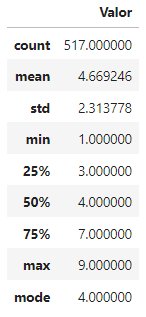 Valor
count 517.000000
mean 4.669246
std 2.313778
min 1.000000
25% 3.000000
50% 4.000000
75% 7.000000
max 9.000000
mode 4.000000